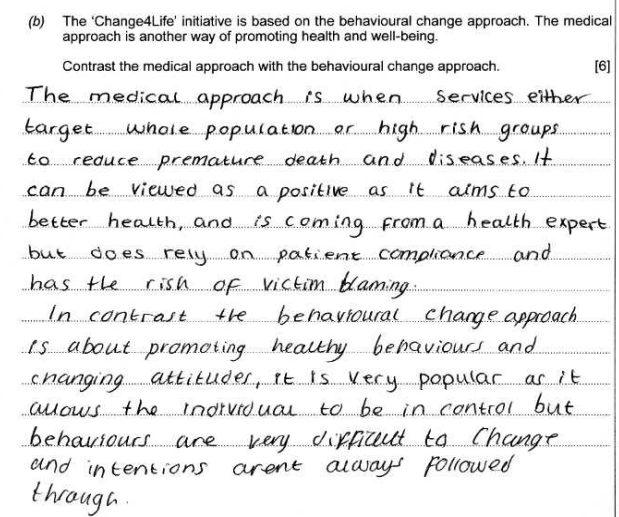 (b) The 'Change4Life' initiative is based on the behavioural change approach. The medical
approach is another way of promoting health and well-being.
Contrast the medical approach with the behavioural change approach. [6]
The medical approach is when services either
target whole population or high risk groups
to reduce premature death and diseases. It
can be viewed as a positive as it aims to
better health, and is coming from a health expert
but does rely on patient compliance and
has the risk of victim blaming.
In contrast the behavioural change approach
is about promoting healthy behaviours and
changing attitudes, it is very popular as it
allows the individual to be in control but
behaviours are very difficult to change
and intentions arent always followed
through.